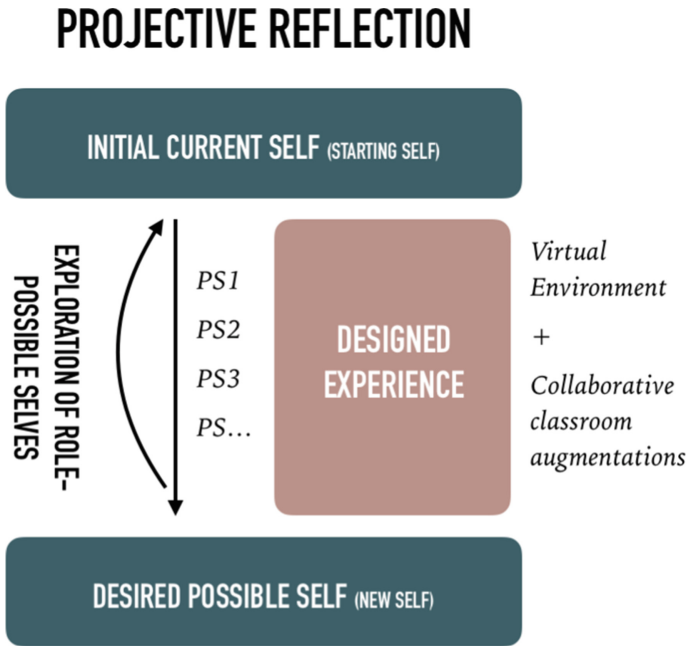 PROJECTIVE REFLECTION
INITIAL CURRENT SELF (STARTING SELF)
EXPLORATION OF ROLE-
POSSIBLE SELVES
PS1
PS2
PS3
PS...
DESIGNED
EXPERIENCE
Virtual
Environment
+
Collaborative
classroom
augmentations
DESIRED POSSIBLE SELF (NEW SELF)